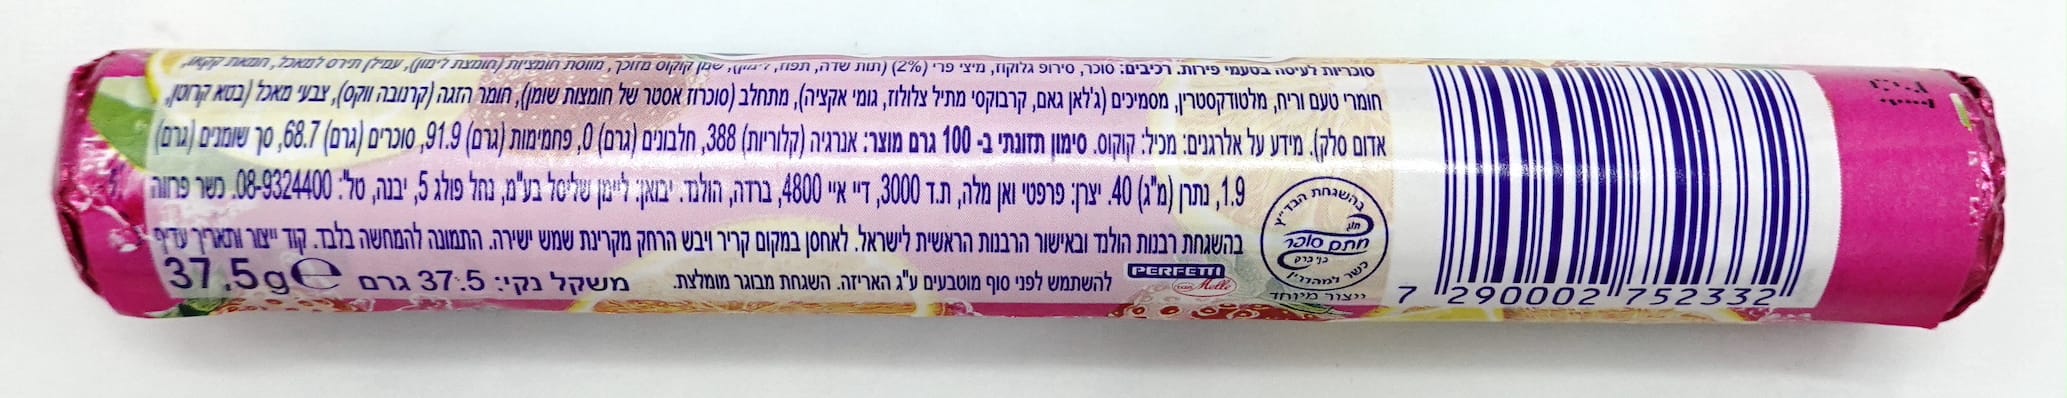 סוכריות לעיסה בטעמי פירות. רכיבים: סוכר, סירופ גלוקוז, מיצי פרי (2%) (תות שדה, תפוז, לימון), שמן קוקוס מזוכך, מווסת חומציות (חומצת לימון), עמילן תירס למאכל, חמאת קקאו,
חומרי טעם וריח, מלטודקסטרין, מסמיכים (ג'לאן גאם, קרבוקסי מתיל צלולוז, גומי אקציה), מתחלב (סוכרוז אסטר של חומצות שומן), חומר הזגה (קרנובה ווקס), צבעי מאכל (בטא קרוטן,
אדום סלק). מידע על אלרגנים: מכיל: קוקוס. סימון תזונתי ב- 100 גרם מוצר: אנרגיה (קלוריות) 388, חלבונים (גרם) 0, פחמימות (גרם) 91.9, סוכרים (גרם) 68.7, סך שומנים (גרם)
1.9, נתרן (מ"ג) 40. יצרן: פרפטי ואן מלה, ת.ד 3000, דיי איי 4800, ברדה, הולנד. יבואן: ליימן שליסל בע"מ, נחל פולג 5, יבנה, טל': 08-9324400. כשר פרווה
בהשגחת רבנות הולנד ובאישור הרבנות הראשית לישראל. לאחסן במקום קריר ויבש הרחק מקרינת שמש ישירה. התמונה להמחשה בלבד. קוד ייצור ותאריך עדיף
להשתמש לפני סוף מוטבעים ע"ג האריזה. השגחת מבוגר מומלצת.
משקל נקי: 37.5 גרם
37,5g ℮
PERFETTI
van Melle
בהשגחת הבד"ץ
חוג
חתם סופר
בני ברק
כשר למהדרין
ייצור מיוחד
7 290002 752332